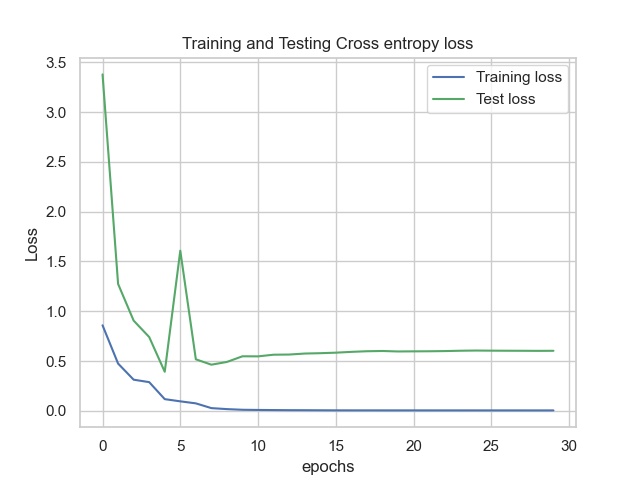 Training and Testing Cross entropy loss
3.5
3.0
2.5
2.0
1.5
1.0
0.5
0.0
Loss
Training loss
Test loss
0 5 10 15 20 25 30
epochs